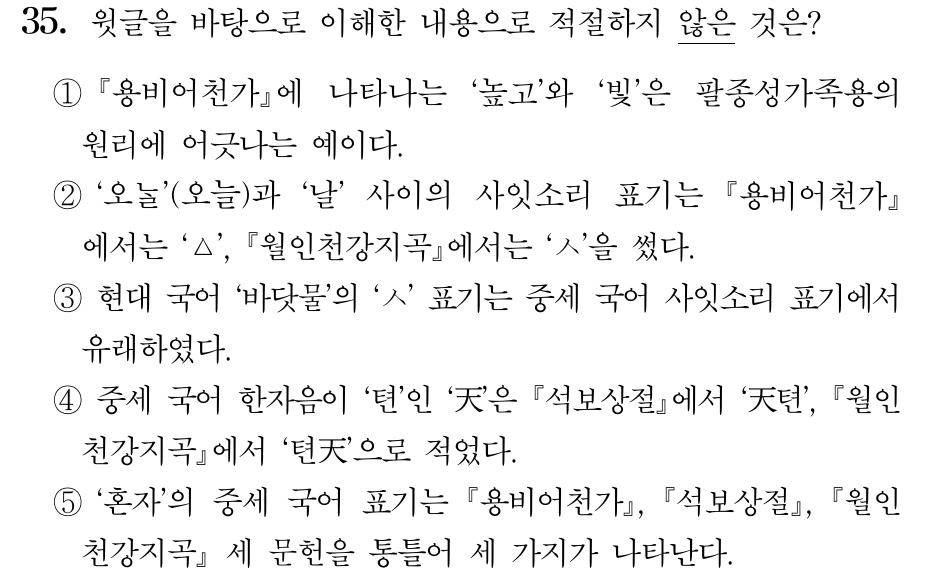 35. 윗글을 바탕으로 이해한 내용으로 적절하지 않은 것은?
① 『용비어천가』에 나타나는 ‘높고’와 ‘빛’은 팔종성가족용의
원리에 어긋나는 예이다.
② ‘오ᄂᆞᆯ’(오늘)과 ‘날’ 사이의 사잇소리 표기는 『용비어천가』
에서는 ‘ㅿ’, 『월인천강지곡』에서는 ‘ㅅ’을 썼다.
③ 현대 국어 ‘바닷물’의 ‘ㅅ’ 표기는 중세 국어 사잇소리 표기에서
유래하였다.
④ 중세 국어 한자음이 ‘텬’인 ‘天’은 『석보상절』에서 ‘天텬’, 『월인
천강지곡』에서 ‘텬天’으로 적었다.
⑤ ‘혼자’의 중세 국어 표기는 『용비어천가』, 『석보상절』, 『월인
천강지곡』 세 문헌을 통틀어 세 가지가 나타난다.